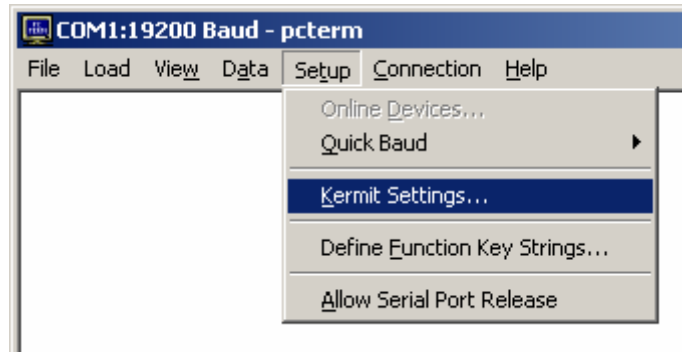 COM1:19200 Baud - pcterm
File Load View Data Setup Connection Help
Online Devices...
Quick Baud
Kermit Settings...
Define Function Key Strings...
Allow Serial Port Release